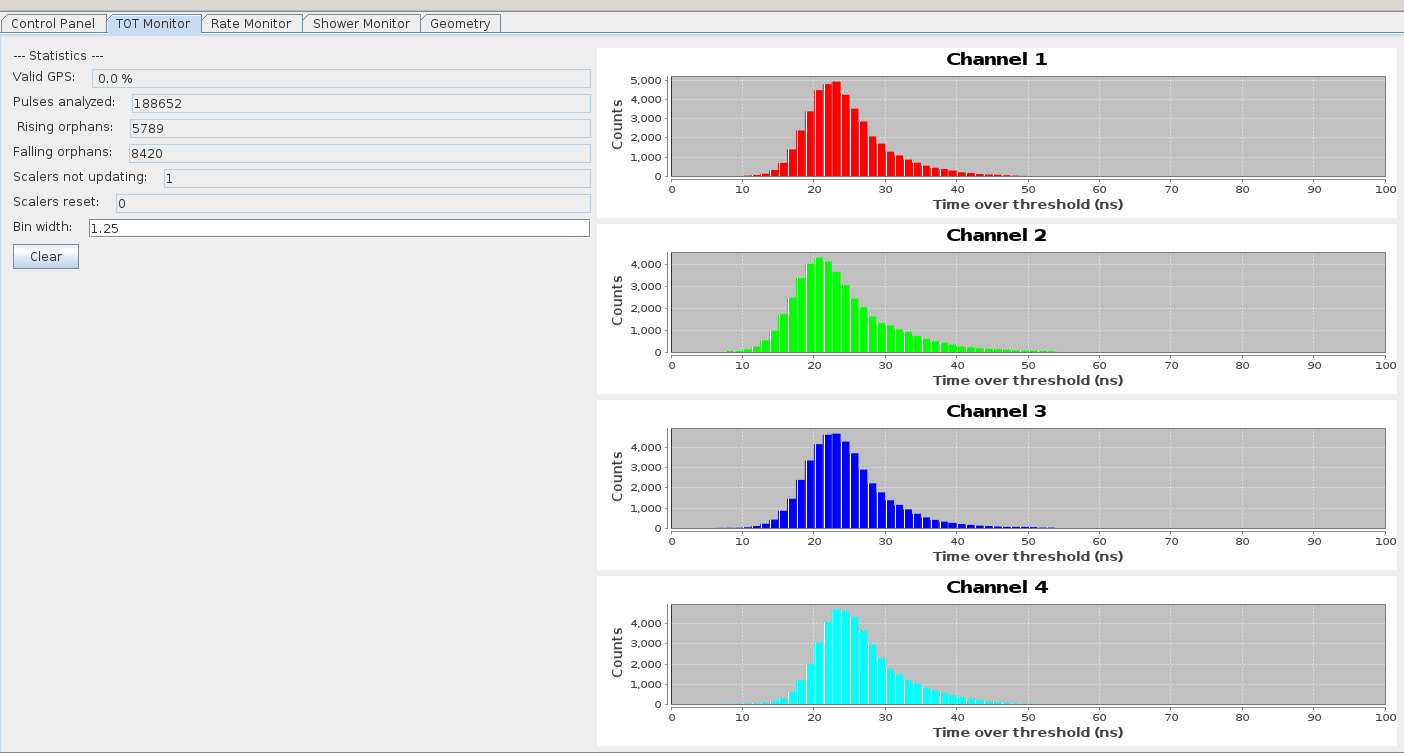 Control Panel TOT Monitor Rate Monitor Shower Monitor Geometry
--- Statistics ---
Valid GPS: 0.0 %
Pulses analyzed: 188652
Rising orphans: 5789
Falling orphans: 8420
Scalers not updating: 1
Scalers reset: 0
Bin width: 1.25
Clear
Channel 1
Counts
5,000
4,000
3,000
2,000
1,000
0
0 10 20 30 40 50 60 70 80 90 100
Time over threshold (ns)
Channel 2
Counts
4,000
3,000
2,000
1,000
0
0 10 20 30 40 50 60 70 80 90 100
Time over threshold (ns)
Channel 3
Counts
4,000
3,000
2,000
1,000
0
0 10 20 30 40 50 60 70 80 90 100
Time over threshold (ns)
Channel 4
Counts
4,000
3,000
2,000
1,000
0
0 10 20 30 40 50 60 70 80 90 100
Time over threshold (ns)